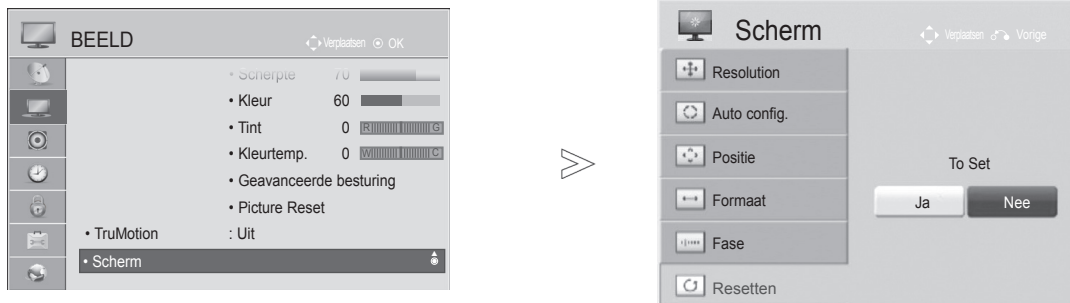 BEELD
Verplaatsen OK
• Scherpte 70
• Kleur 60
• Tint 0 R G
• Kleurtemp. 0 W C
• Geavanceerde besturing
• Picture Reset
• TruMotion : Uit
• Scherm
Scherm
Verplaatsen Vorige
Resolution
Auto config.
Positie
Formaat
Fase
Resetten
To Set
Ja Nee